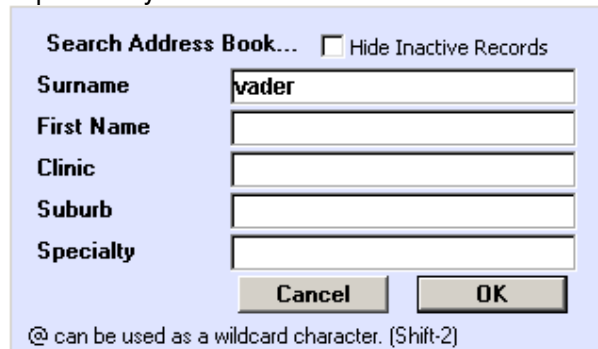 Search Address Book... Hide Inactive Records
Surname vader
First Name
Clinic
Suburb
Specialty
Cancel OK
@ can be used as a wildcard character. (Shift-2)